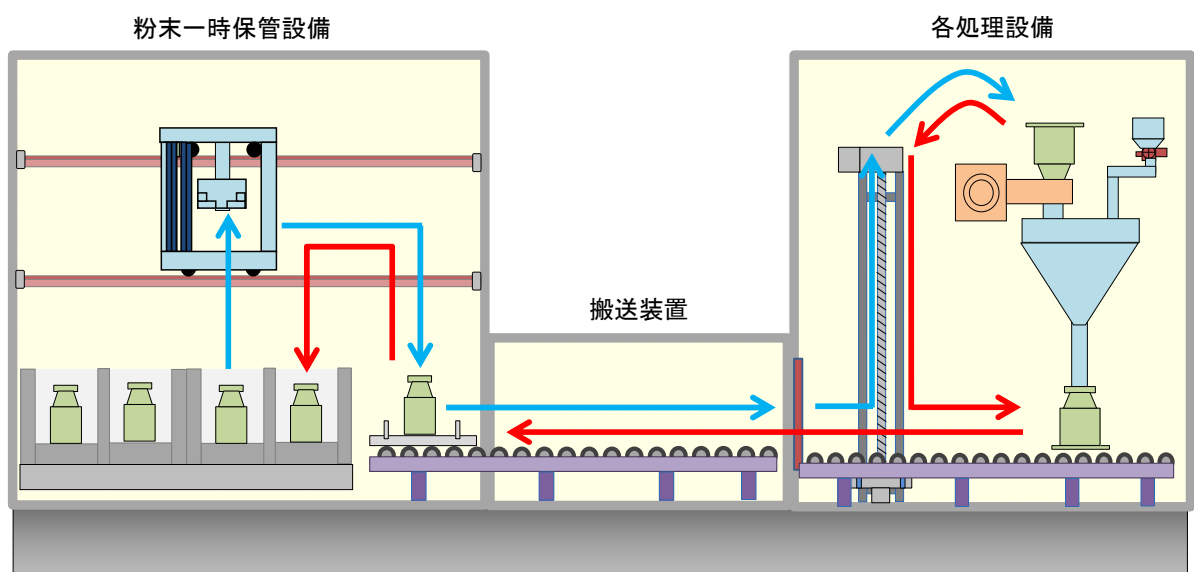 粉末一時保管設備
各処理設備
搬送装置